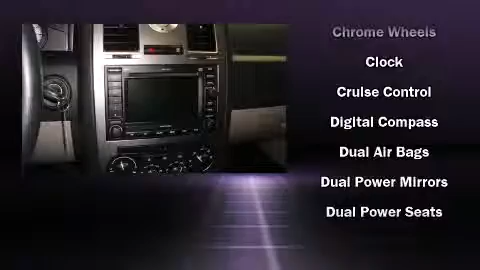 Chrome Wheels
Clock
Cruise Control
Digital Compass
Dual Air Bags
Dual Power Mirrors
Dual Power Seats